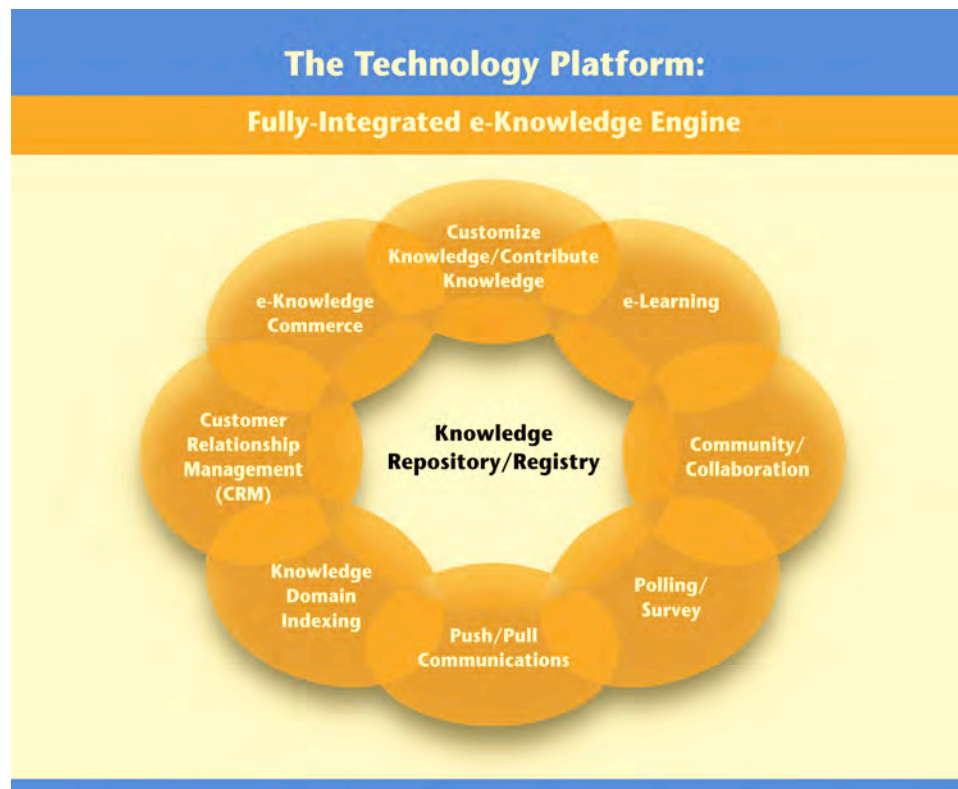 The Technology Platform:
Fully-Integrated e-Knowledge Engine
Customize
Knowledge/Contribute
Knowledge
e-Knowledge
Commerce
e-Learning
Customer
Relationship
Management
(CRM)
Knowledge
Repository/Registry
Community/
Collaboration
Knowledge
Domain
Indexing
Polling/
Survey
Push/Pull
Communications